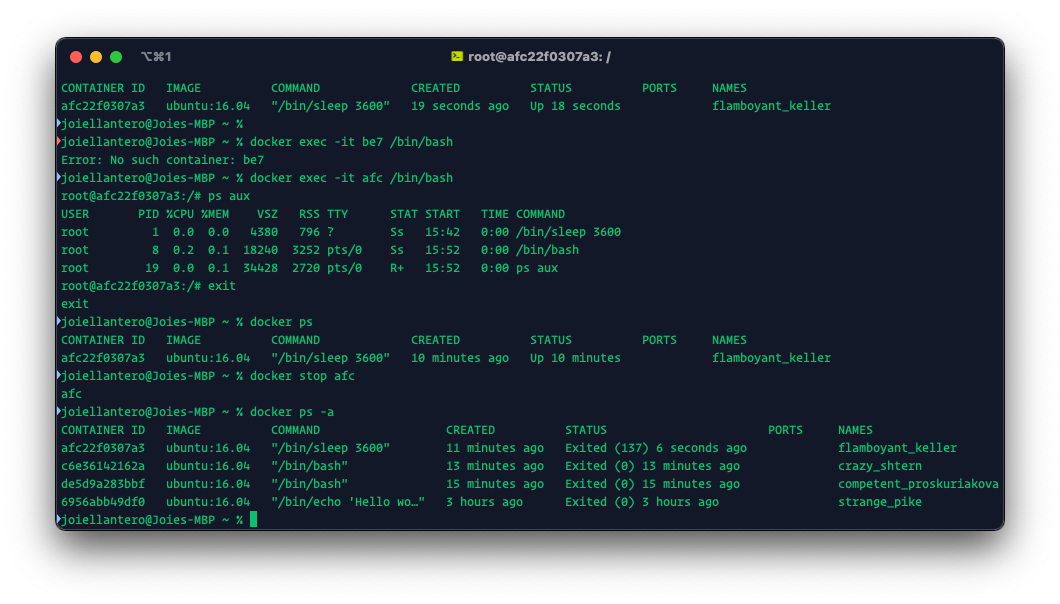 ⌥⌘1 root@afc22f0307a3: /
CONTAINER ID   IMAGE          COMMAND             CREATED          STATUS          PORTS     NAMES
afc22f0307a3   ubuntu:16.04   "/bin/sleep 3600"   19 seconds ago   Up 18 seconds             flamboyant_keller
joiellantero@Joies-MBP ~ %
joiellantero@Joies-MBP ~ % docker exec -it be7 /bin/bash
Error: No such container: be7
joiellantero@Joies-MBP ~ % docker exec -it afc /bin/bash
root@afc22f0307a3:/# ps aux
USER       PID %CPU %MEM    VSZ   RSS TTY      STAT START   TIME COMMAND
root         1  0.0  0.0   4380   796 ?        Ss   15:42   0:00 /bin/sleep 3600
root         8  0.2  0.1  18240  3252 pts/0    Ss   15:52   0:00 /bin/bash
root        19  0.0  0.1  34428  2720 pts/0    R+   15:52   0:00 ps aux
root@afc22f0307a3:/# exit
exit
joiellantero@Joies-MBP ~ % docker ps
CONTAINER ID   IMAGE          COMMAND             CREATED          STATUS          PORTS     NAMES
afc22f0307a3   ubuntu:16.04   "/bin/sleep 3600"   10 minutes ago   Up 10 minutes             flamboyant_keller
joiellantero@Joies-MBP ~ % docker stop afc
afc
joiellantero@Joies-MBP ~ % docker ps -a
CONTAINER ID   IMAGE          COMMAND                  CREATED          STATUS                       PORTS     NAMES
afc22f0307a3   ubuntu:16.04   "/bin/sleep 3600"        11 minutes ago   Exited (137) 6 seconds ago             flamboyant_keller
c6e36142162a   ubuntu:16.04   "/bin/bash"              13 minutes ago   Exited (0) 13 minutes ago              crazy_shtern
de5d9a283bbf   ubuntu:16.04   "/bin/bash"              15 minutes ago   Exited (0) 15 minutes ago              competent_proskuriakova
6956abb49df0   ubuntu:16.04   "/bin/echo 'Hello wo…"   3 hours ago      Exited (0) 3 hours ago                 strange_pike
joiellantero@Joies-MBP ~ %